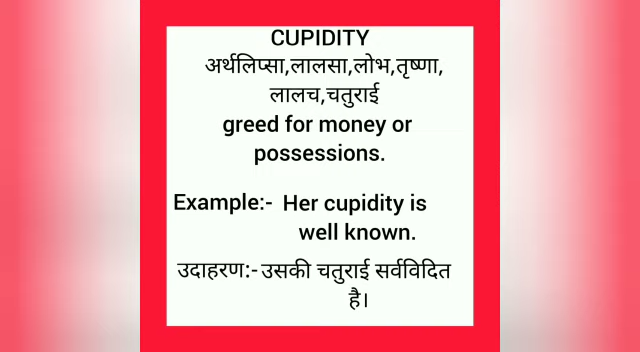 CUPIDITY
अर्थलिप्सा,लालसा,लोभ,तृष्णा,
लालच,चतुराई
greed for money or
possessions.
Example:- Her cupidity is
well known.
उदाहरण:-उसकी चतुराई सर्वविदित
है।